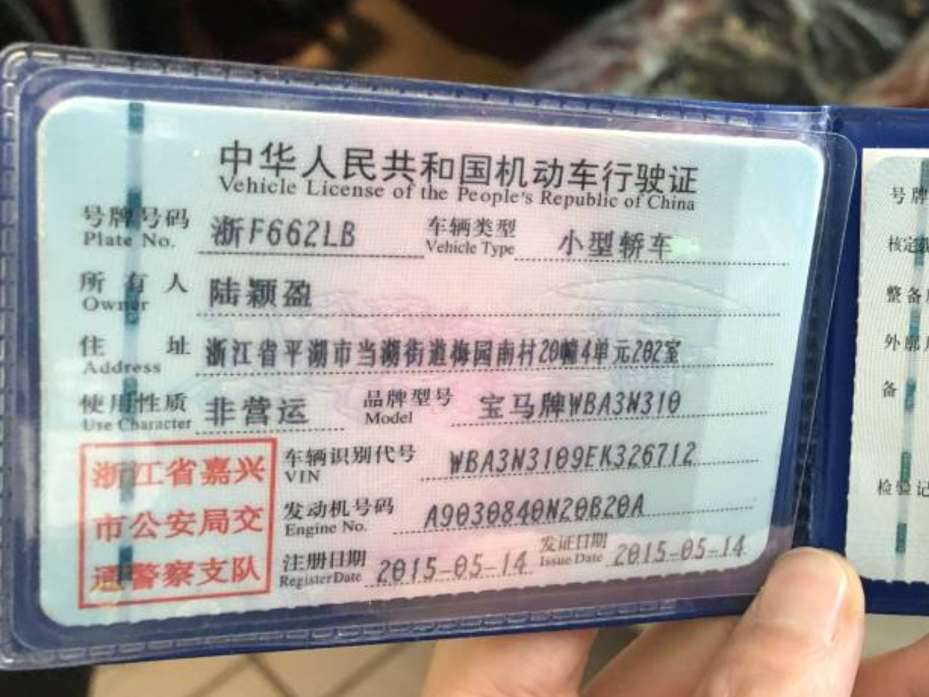 中华人民共和国机动车行驶证
Vehicle License of the People's Republic of China
号牌号码 浙F662LB 车辆类型 小型轿车
Plate No. Vehicle Type
所有人 陆颖盈
Owner
住址 浙江省平湖市当湖街道梅园南村20幢4单元202室
Address
使用性质 非营运 品牌型号 宝马牌WBA3N310
Use Character Model
浙江省嘉兴
市公安局交
通警察支队
车辆识别代号 WBA3N3109EK326712
VIN
发动机号码 A9030840N20B20A
Engine No.
注册日期 2015-05-14 发证日期 2015-05-14
Register Date Issue Date
号牌
核定
整备
外廓
备
检验记